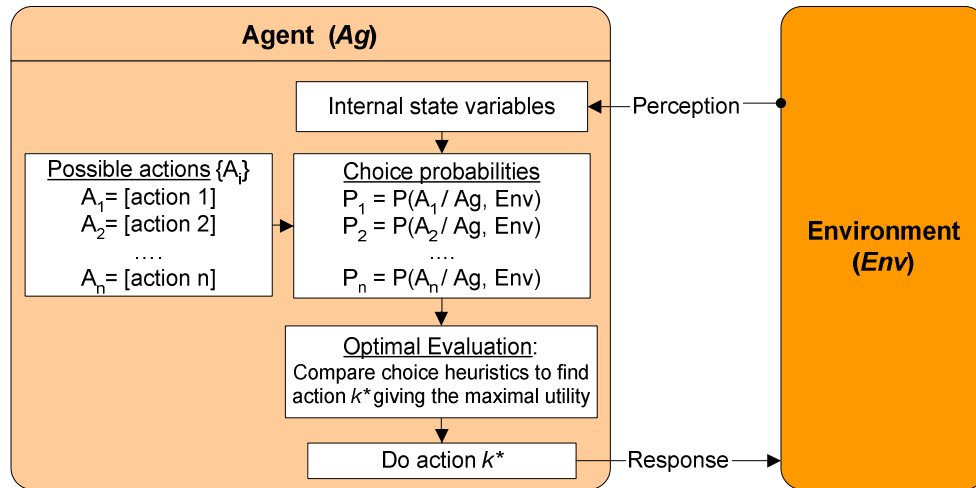 Agent (Ag)
Internal state variables
Perception
Possible actions {Ai}
A1= [action 1]
A2= [action 2]
....
An= [action n]
Choice probabilities
P1 = P(A1/ Ag, Env)
P2 = P(A2/ Ag, Env)
....
Pn = P(An/ Ag, Env)
Environment
(Env)
Optimal Evaluation:
Compare choice heuristics to find
action k* giving the maximal utility
Do action k*
Response